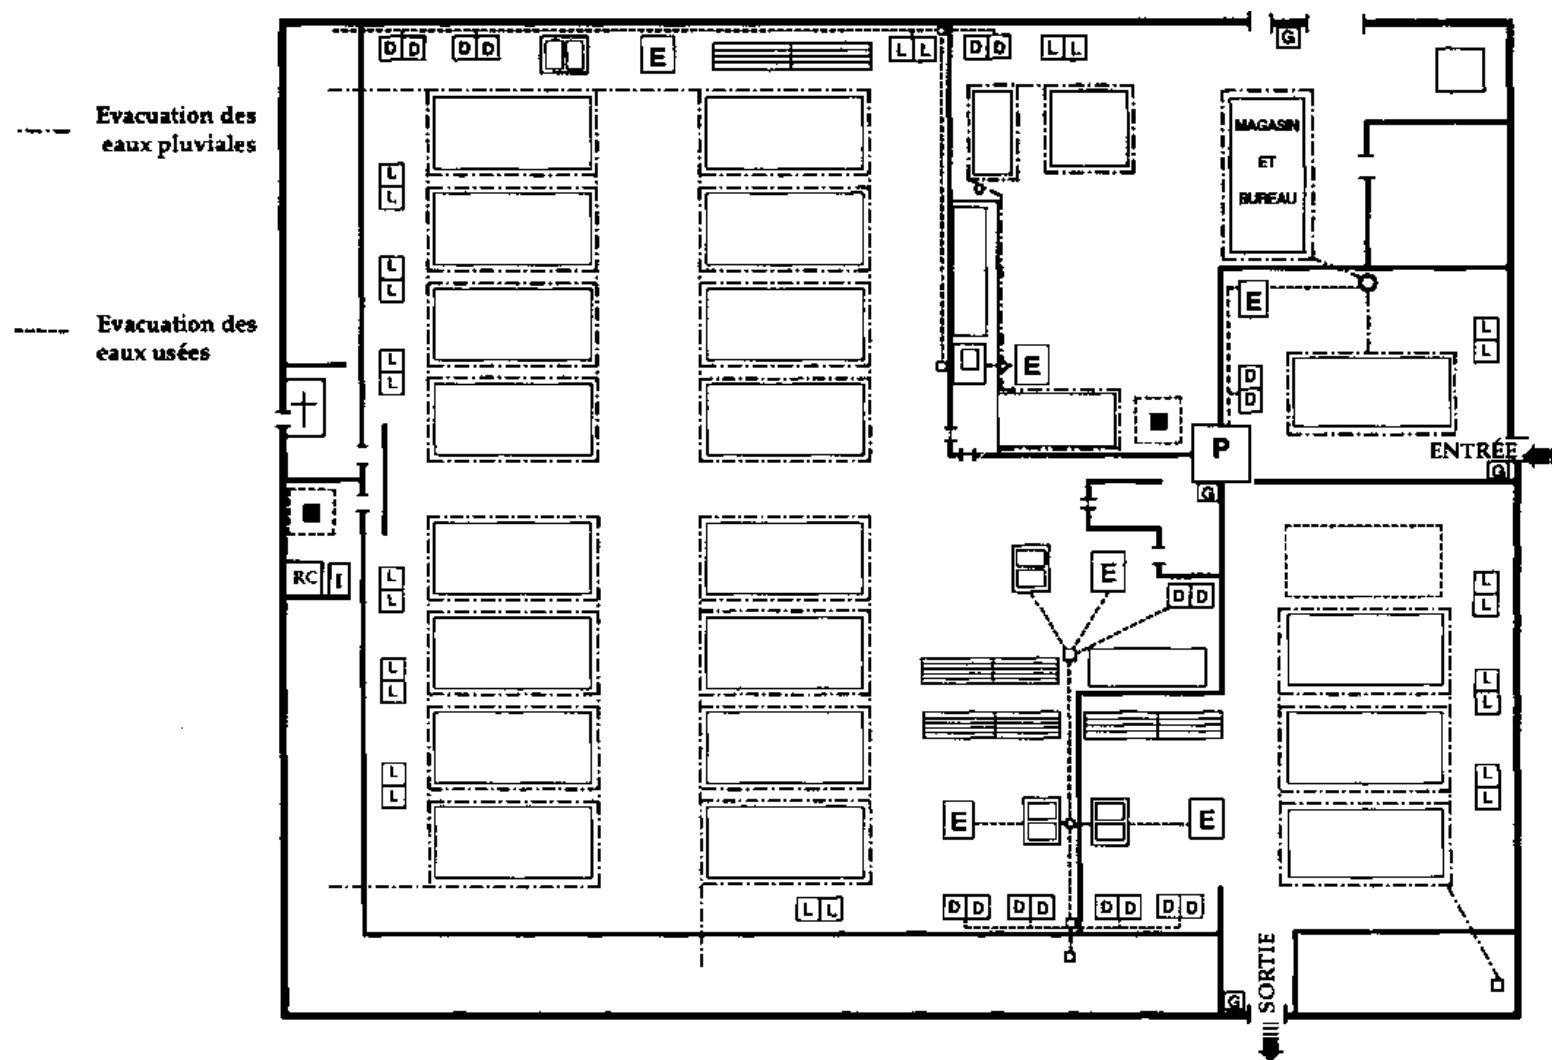 D D D D E L L D D L L G
Evacuation des
eaux pluviales
MAGASIN
ET
BUREAU
L
L
L
L
E
Evacuation des
eaux usées
L
L
L
L
E
D
D
P
ENTRÉE
G
G
RC I
L
L
E
D D
L
L
L
L
L
L
L
L
L
L
E E
L L
D D D D D D D D
SORTIE
G